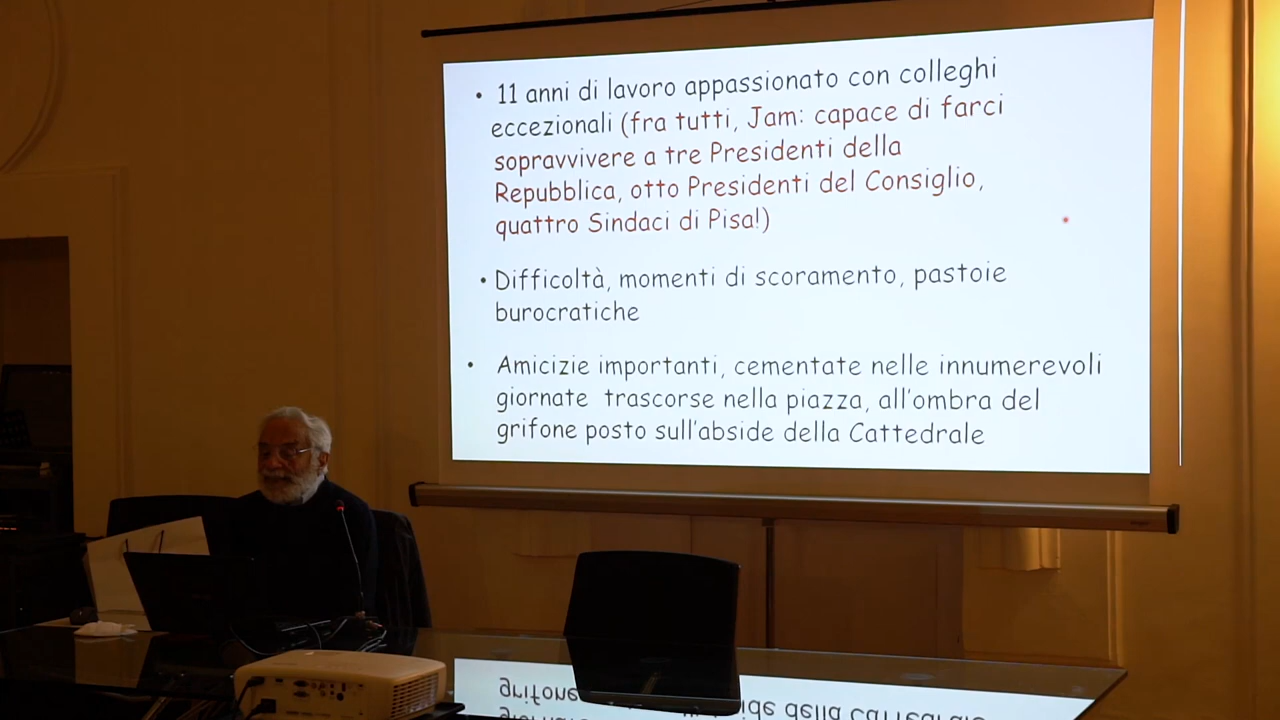 • 11 anni di lavoro appassionato con colleghi
eccezionali (fra tutti, Jam: capace di farci
sopravvivere a tre Presidenti della
Repubblica, otto Presidenti del Consiglio,
quattro Sindaci di Pisa!)
• Difficoltà, momenti di scoramento, pastoie
burocratiche
• Amicizie importanti, cementate nelle innumerevoli
giornate trascorse nella piazza, all'ombra del
grifone posto sull'abside della Cattedrale